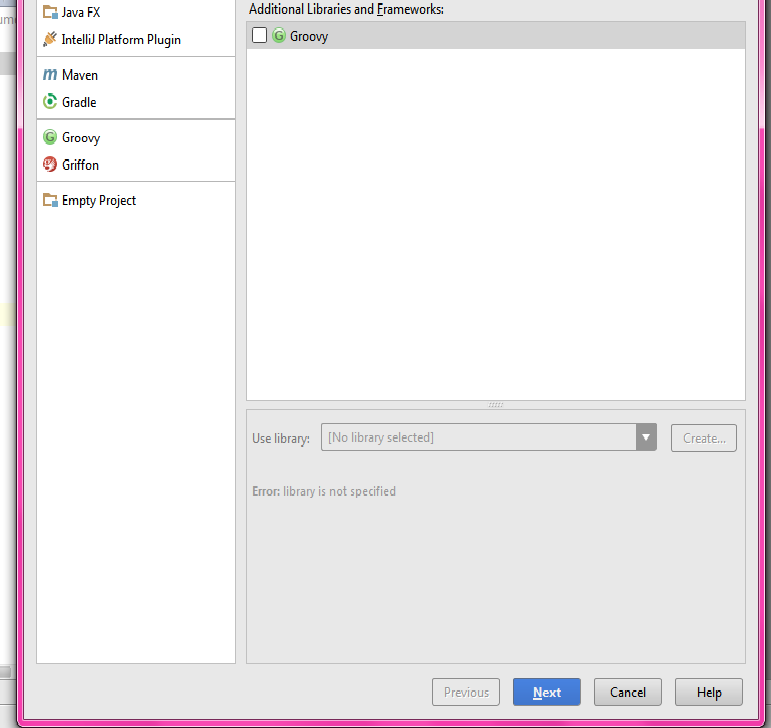 Java FX
IntelliJ Platform Plugin
Maven
Gradle
Groovy
Griffon
Empty Project
Additional Libraries and Frameworks:
Groovy
Use library:
[No library selected]
Create...
Error: library is not specified
Previous
Next
Cancel
Help